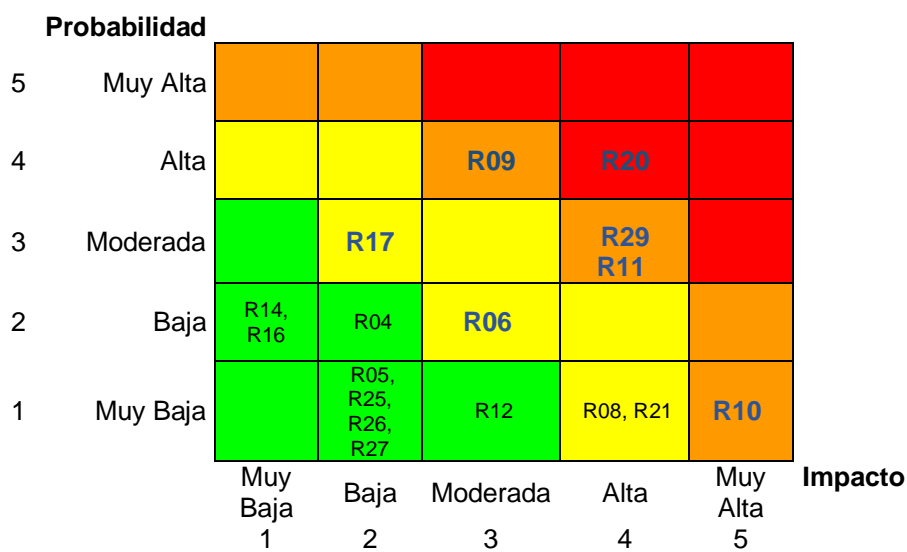 Probabilidad
5 Muy Alta
4 Alta R09 R20
3 Moderada R17 R29
R11
2 Baja R14,
R16 R04 R06
1 Muy Baja R05,
R25,
R26,
R27 R12 R08, R21 R10
Muy
Baja Baja Moderada Alta Muy
Alta Impacto
1 2 3 4 5